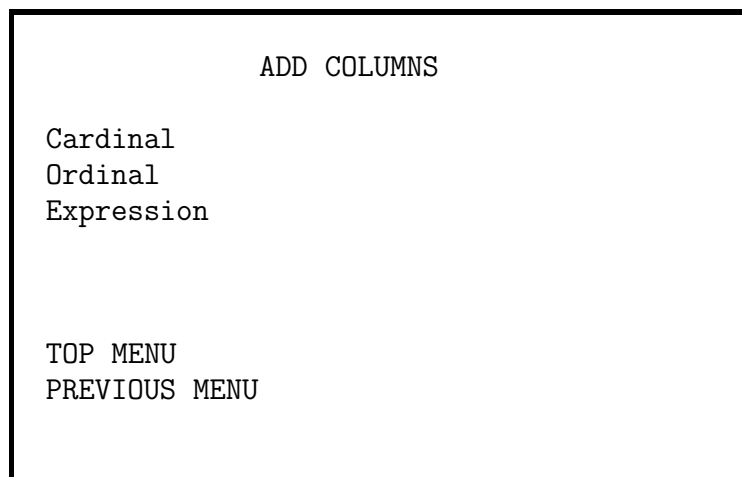 ADD COLUMNS
Cardinal
Ordinal
Expression
TOP MENU
PREVIOUS MENU